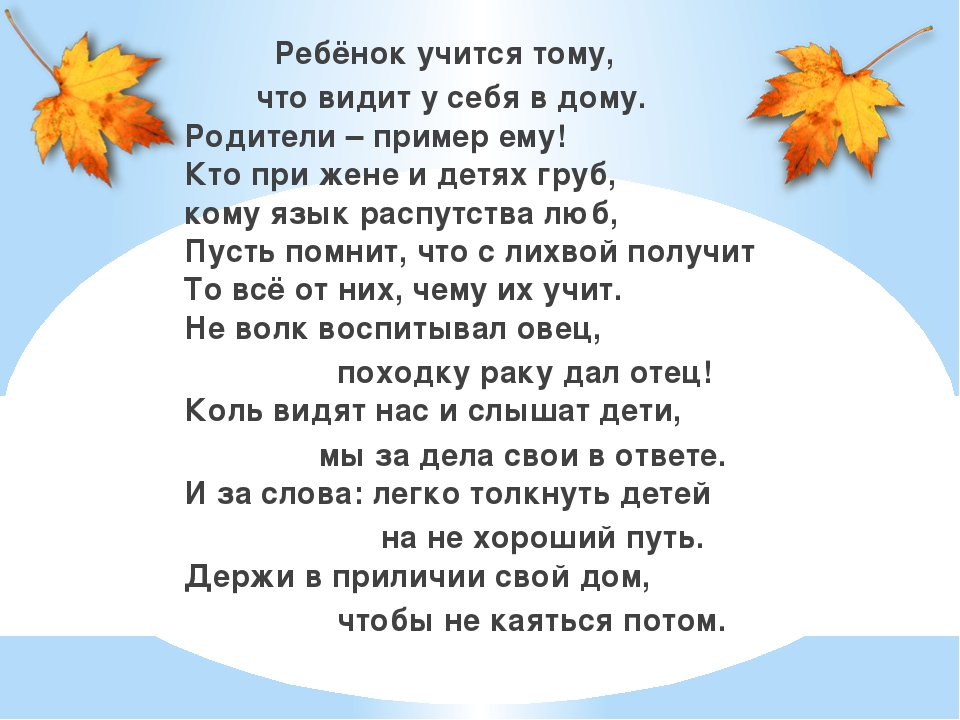 Ребёнок учится тому,
что видит у себя в дому.
Родители – пример ему!
Кто при жене и детях груб,
кому язык распутства люб,
Пусть помнит, что с лихвой получит
То всё от них, чему их учит.
Не волк воспитывал овец,
походку раку дал отец!
Коль видят нас и слышат дети,
мы за дела свои в ответе.
И за слова: легко толкнуть детей
на не хороший путь.
Держи в приличии свой дом,
чтобы не каяться потом.